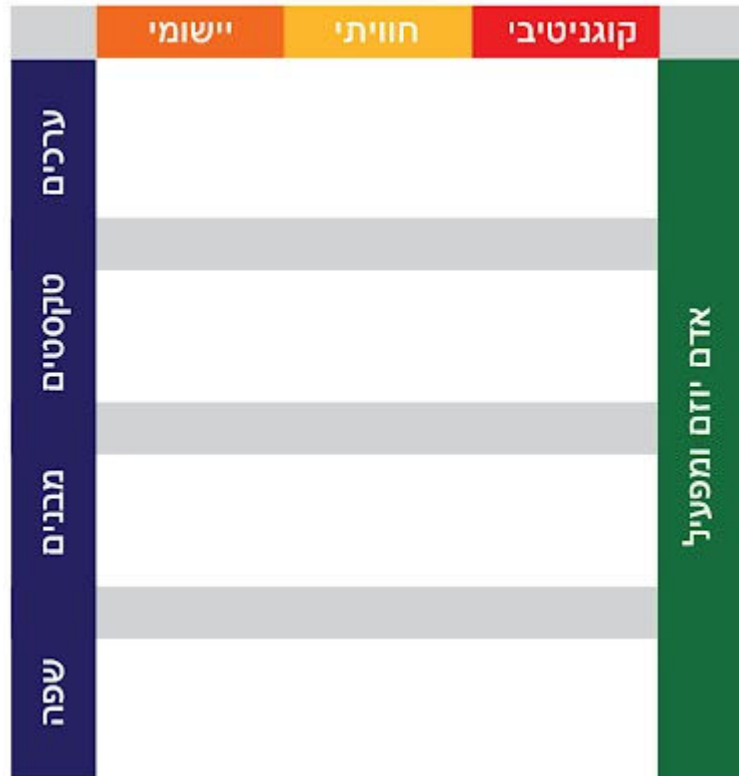 קוגניטיבי חוויתי יישומי
אדם יוזם ומפעיל
ערכים
טקסטים
מבנים
שפה